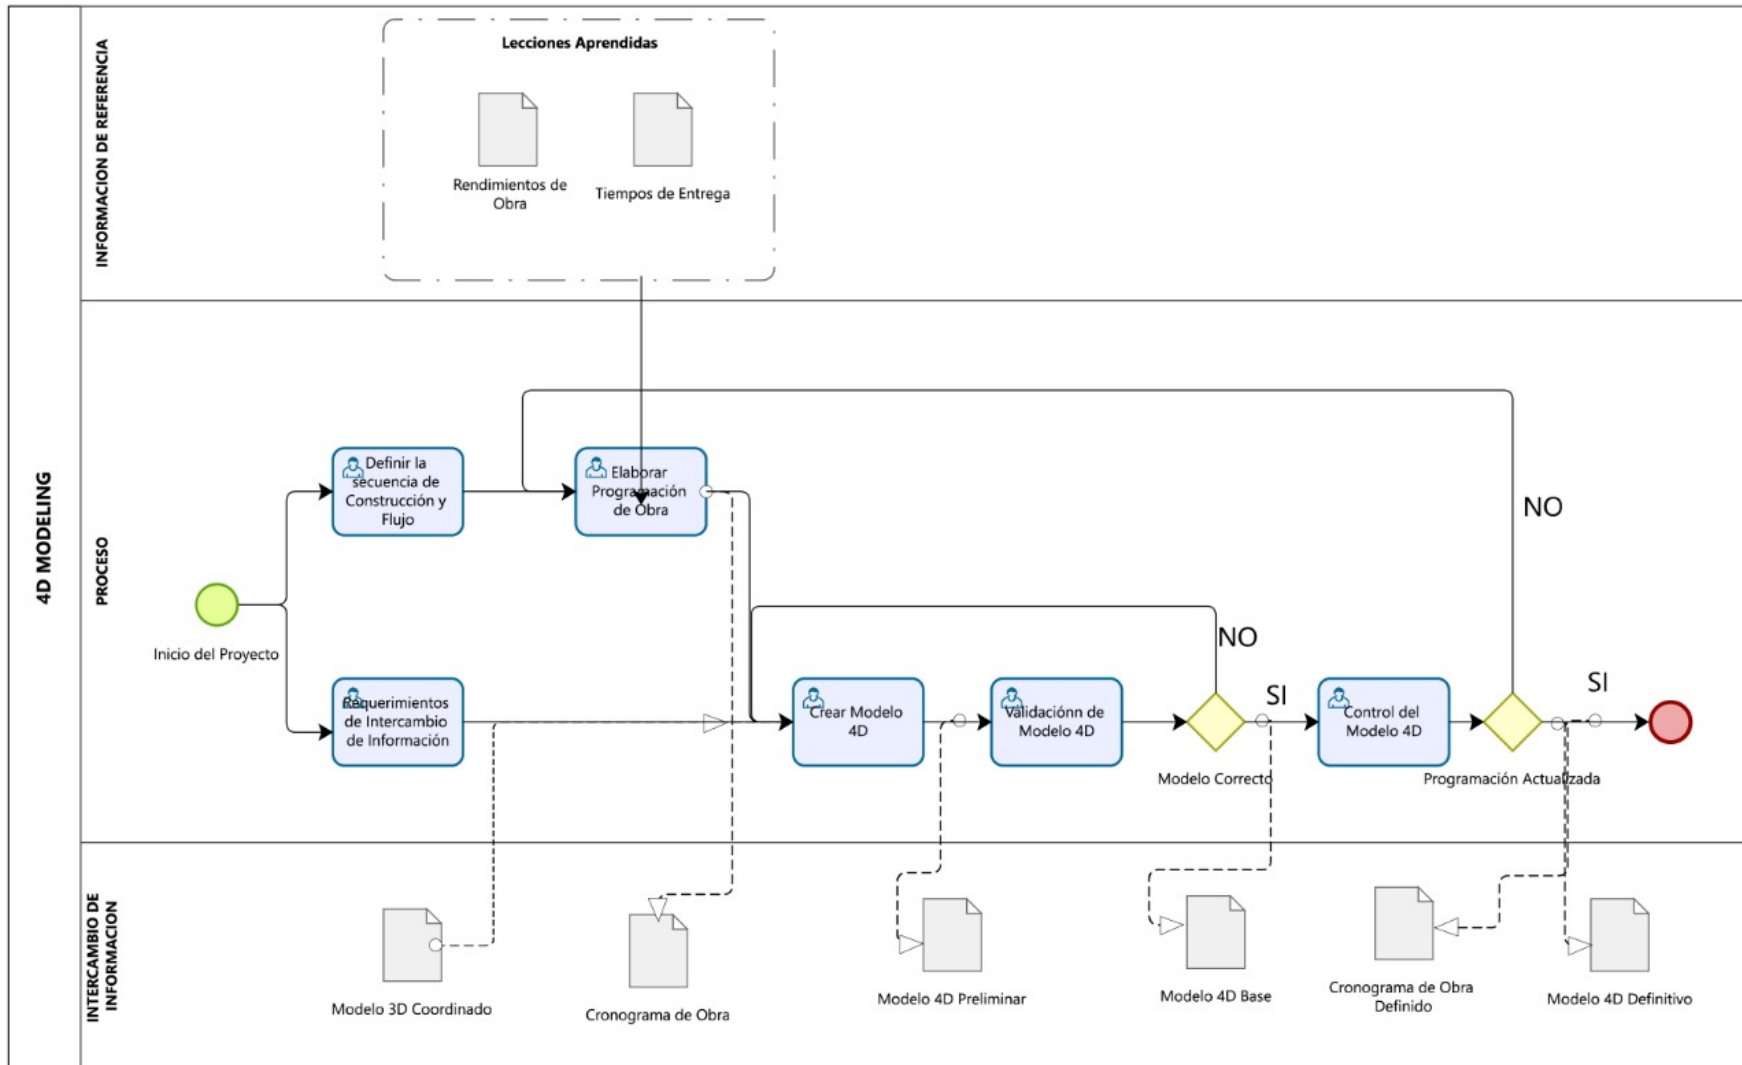 4D MODELING
INFORMACION DE REFERENCIA
Lecciones Aprendidas
Rendimientos de
Obra
Tiempos de Entrega
PROCESO
Inicio del Proyecto
Definir la
secuencia de
Construcción y
Flujo
Elaborar
Programación
de Obra
Requerimientos
de Intercambio
de Información
Crear Modelo
4D
Validaciónn de
Modelo 4D
NO
SI
Modelo Correcto
Control del
Modelo 4D
NO
SI
Programación Actualizada
INTERCAMBIO DE
INFORMACION
Modelo 3D Coordinado
Cronograma de Obra
Modelo 4D Preliminar
Modelo 4D Base
Cronograma de Obra
Definido
Modelo 4D Definitivo